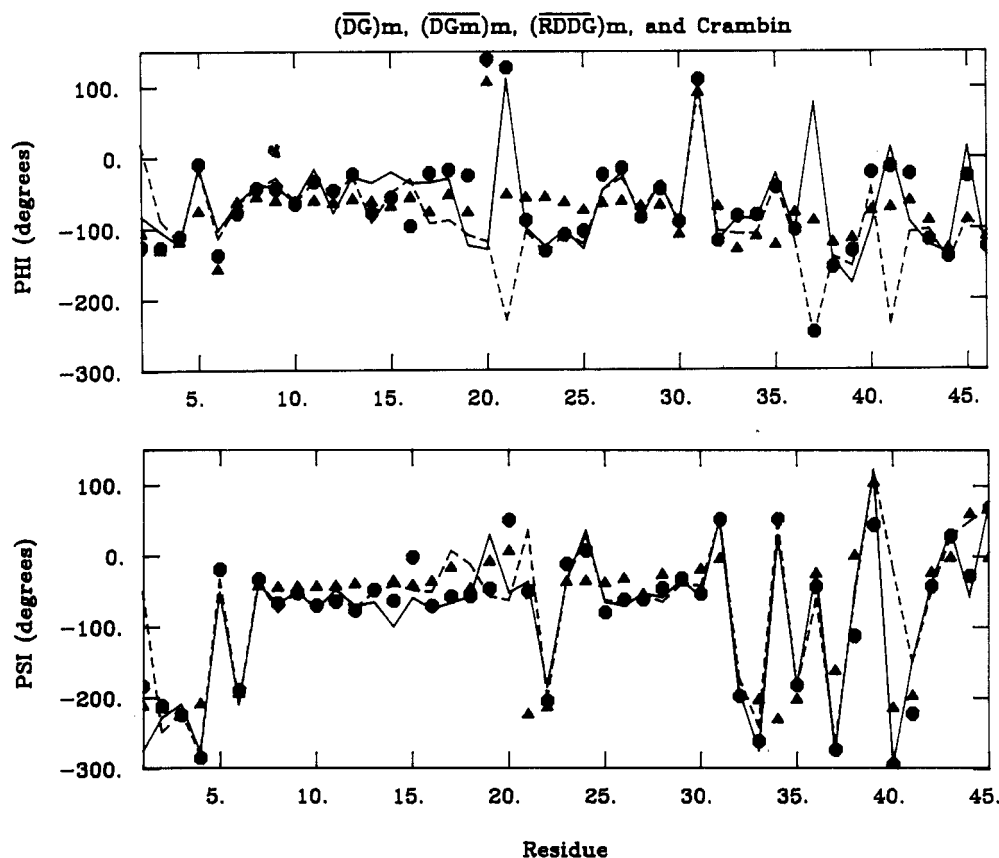 (DG)m, (DGm)m, (RDDG)m, and Crambin
PHI (degrees)
100.
0.
−100.
−200.
−300.
5. 10. 15. 20. 25. 30. 35. 40. 45.
PSI (degrees)
100.
0.
−100.
−200.
−300.
5. 10. 15. 20. 25. 30. 35. 40. 45.
Residue